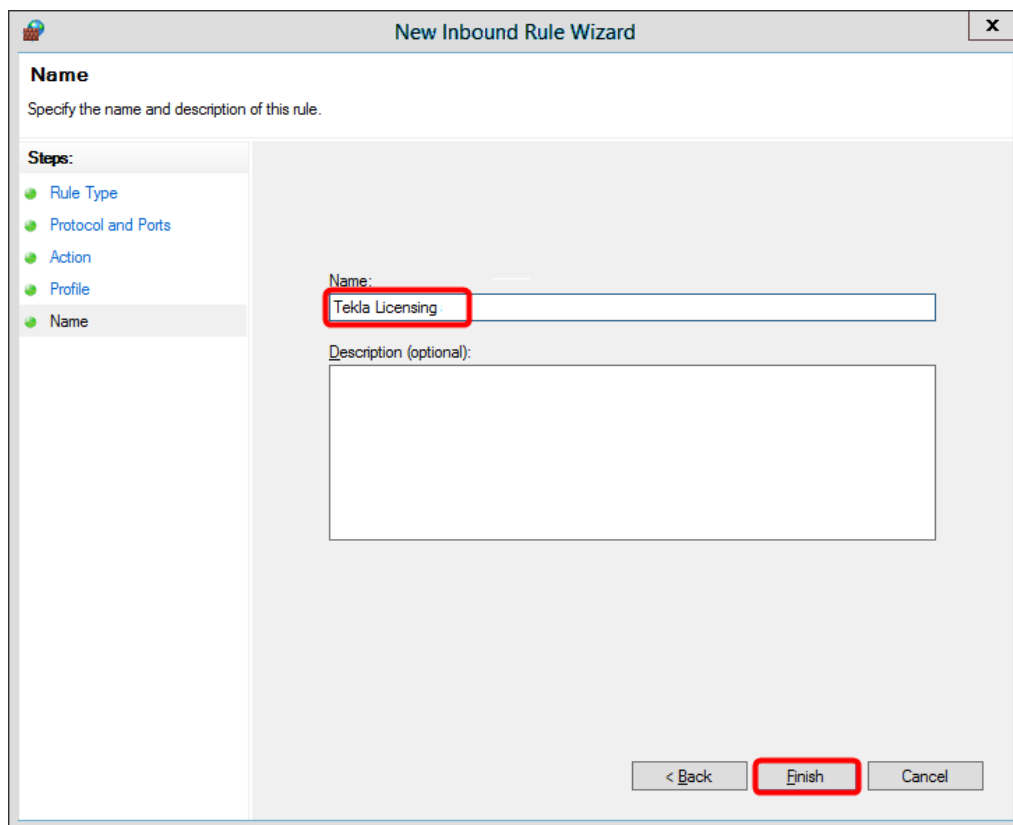 New Inbound Rule Wizard
x
Name
Specify the name and description of this rule.
Steps:
Rule Type
Protocol and Ports
Action
Profile
Name
Name:
Tekla Licensing
Description (optional):
< Back
Finish
Cancel